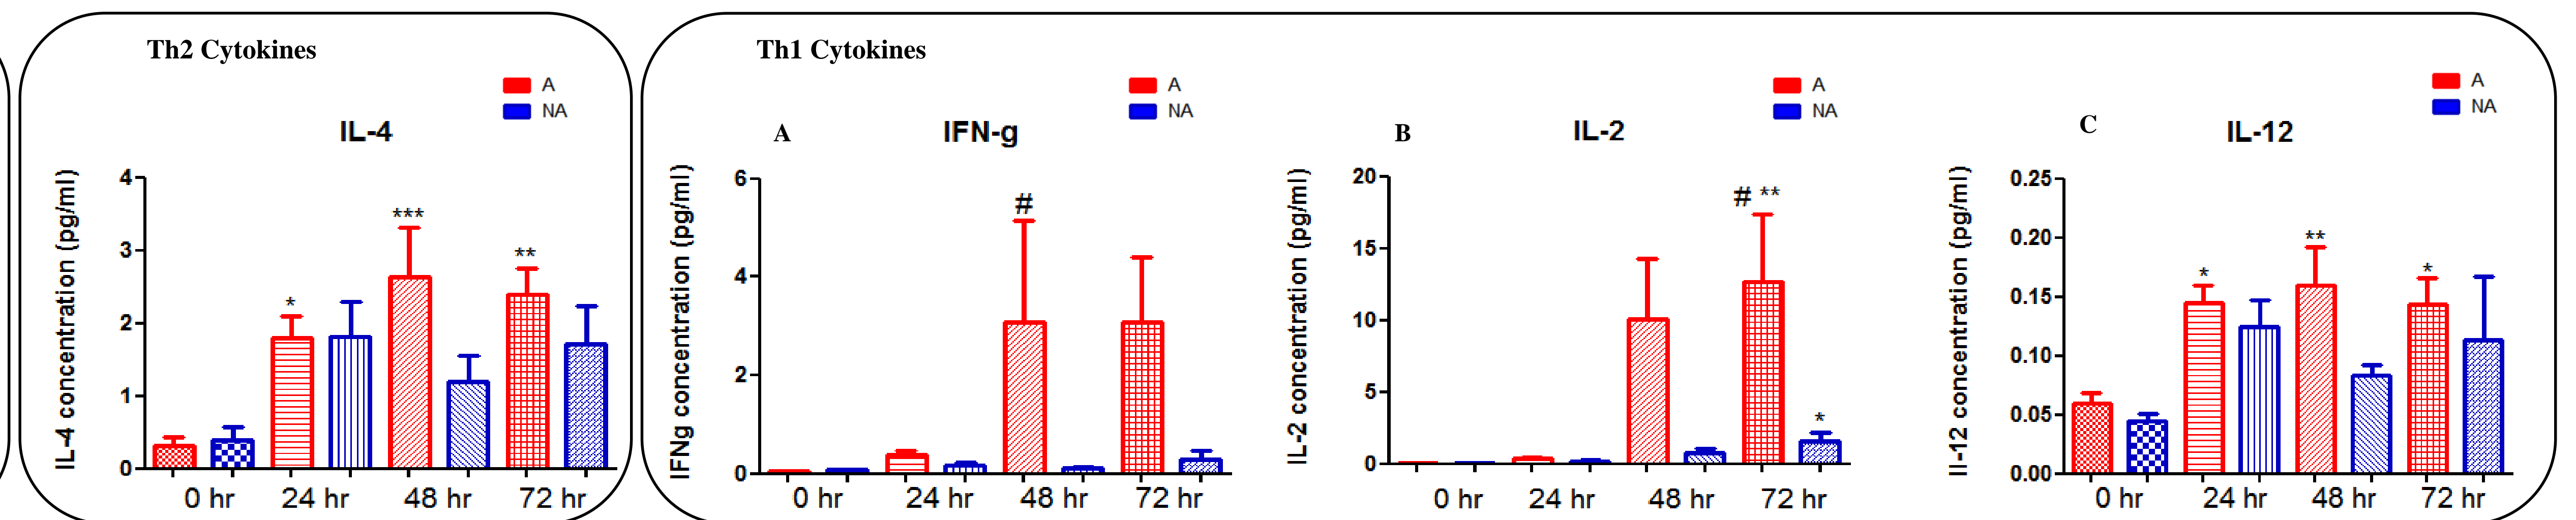 Th2 Cytokines
A
NA
IL-4
IL-4 concentration (pg/ml)
4
3
2
1
0
*
***
**
0 hr 24 hr 48 hr 72 hr
Th1 Cytokines
A
NA
A
IFN-g
IFNg concentration (pg/ml)
6
4
2
0
#
0 hr 24 hr 48 hr 72 hr
A
NA
B
IL-2
IL-2 concentration (pg/ml)
20
15
10
5
0
# **
*
0 hr 24 hr 48 hr 72 hr
A
NA
C
IL-12
Il-12 concentration (pg/ml)
0.25
0.20
0.15
0.10
0.05
0.00
*
**
*
0 hr 24 hr 48 hr 72 hr